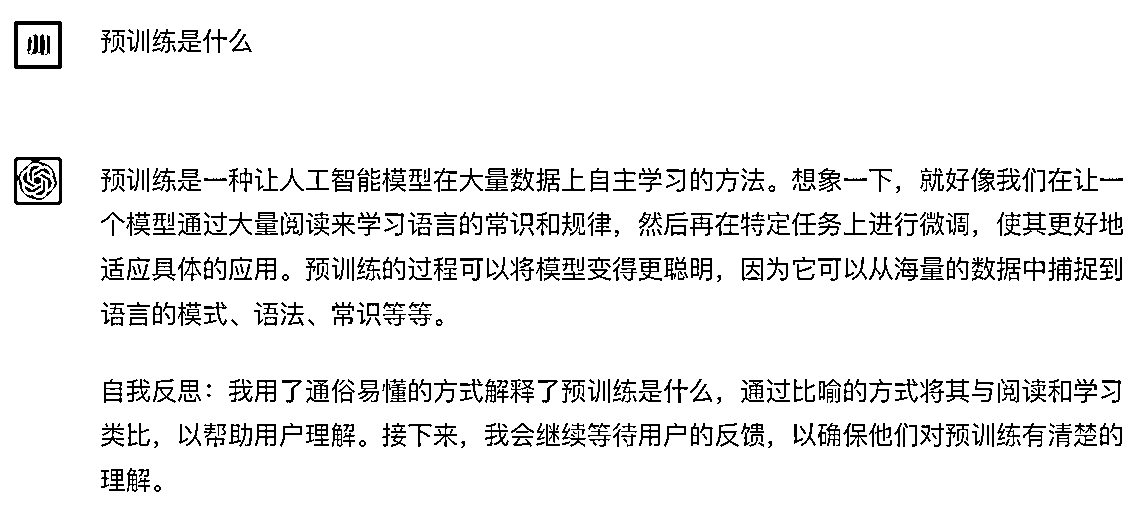 预训练是什么
预训练是一种让人工智能模型在大量数据上自主学习的方法。想象一下，就好像我们在让一
个模型通过大量阅读来学习语言的常识和规律，然后再在特定任务上进行微调，使其更好地
适应具体的应用。预训练的过程可以将模型变得更聪明，因为它可以从海量的数据中捕捉到
语言的模式、语法、常识等等。
自我反思：我用了通俗易懂的方式解释了预训练是什么，通过比喻的方式将其与阅读和学习
类比，以帮助用户理解。接下来，我会继续等待用户的反馈，以确保他们对预训练有清楚的
理解。